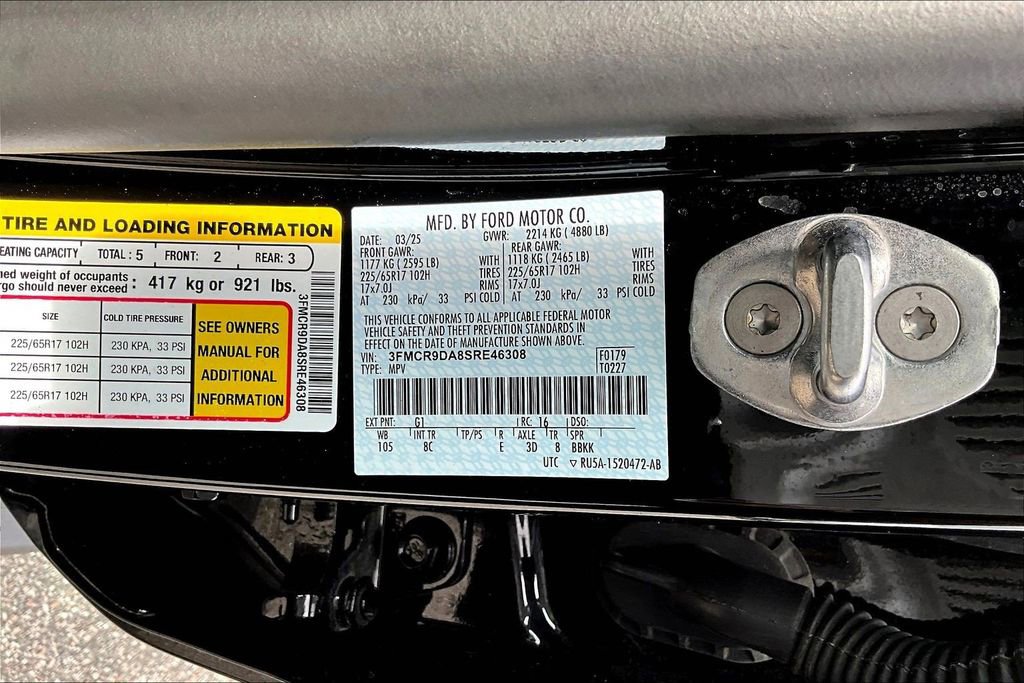 TIRE AND LOADING INFORMATION
EATING CAPACITY TOTAL : 5 FRONT: 2 REAR: 3
ned weight of occupants
rgo should never exceed 417 kg or 921 lbs.
SIZE COLD TIRE PRESSURE
225/65R17 102H 230 KPA, 33 PSI
225/65R17 102H 230 KPA, 33 PSI
225/65R17 102H 230 KPA, 33 PSI
SEE OWNERS
MANUAL FOR
ADDITIONAL
INFORMATION
3FMCR9DA8SRE46308
MFD. BY FORD MOTOR CO.
DATE: 03/25 GVWR: 2214 KG ( 4880 LB)
FRONT GAWR: REAR GAWR:
1177 KG ( 2595 LB) WITH 1118 KG ( 2465 LB) WITH
225/65R17 102H TIRES 225/65R17 102H TIRES
17x7.0J RIMS 17x7.0J RIMS
AT 230 kPa/ 33 PSI COLD AT 230 kPa/ 33 PSI COLD
THIS VEHICLE CONFORMS TO ALL APPLICABLE FEDERAL MOTOR
VEHICLE SAFETY AND THEFT PREVENTION STANDARDS IN
EFFECT ON THE DATE OF MANUFACTURE SHOWN ABOVE.
VIN: 3FMCR9DA8SRE46308 F0179
TYPE: MPV T0227
EXT PNT: G1 RC: 16 DSO:
WB INT TR TP/PS R AXLE TR SPR
105 8C E 3D 8 BBKK
UTC ▽ RU5A-1520472-AB